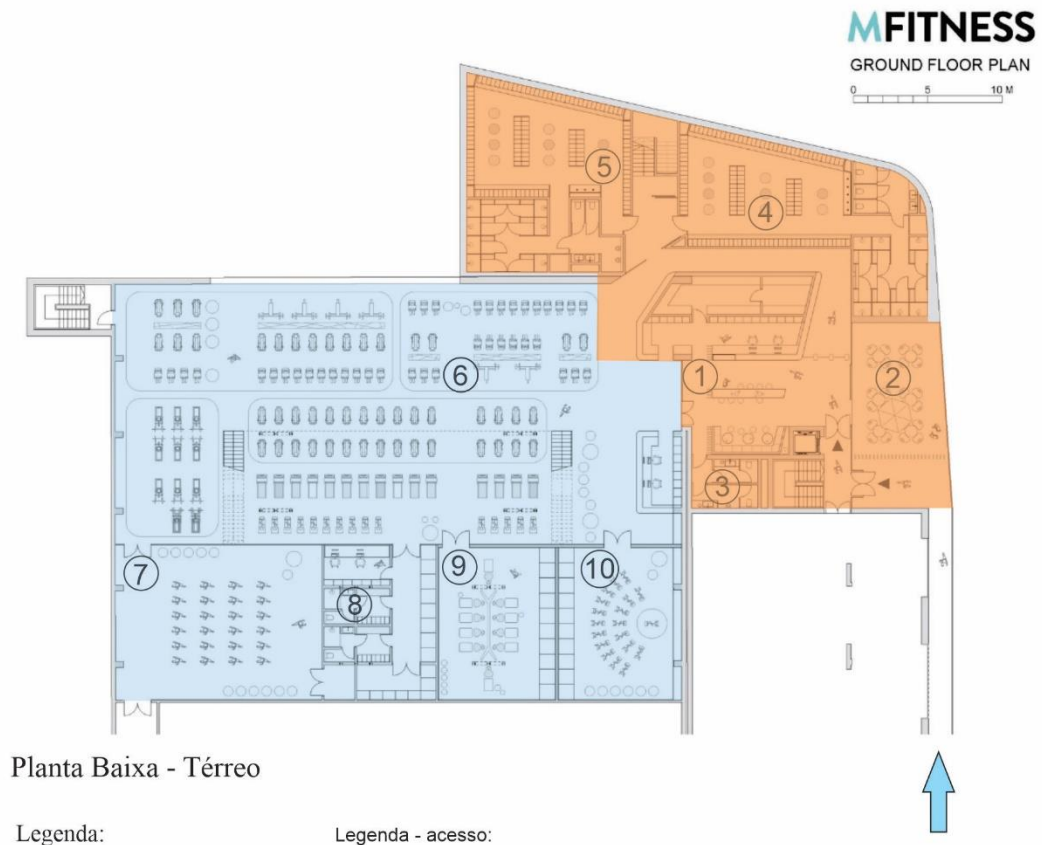 MFITNESS
GROUND FLOOR PLAN
0 5 10 M
5
4
6
1
2
3
7
8
9
10
Planta Baixa - Térreo
Legenda:
Legenda - acesso: